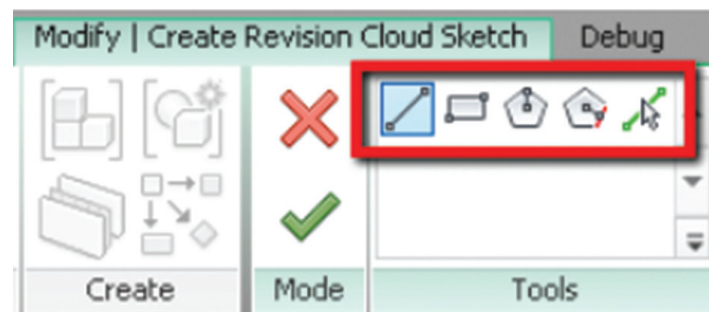 Modify | Create Revision Cloud Sketch Debug
Create Mode Tools